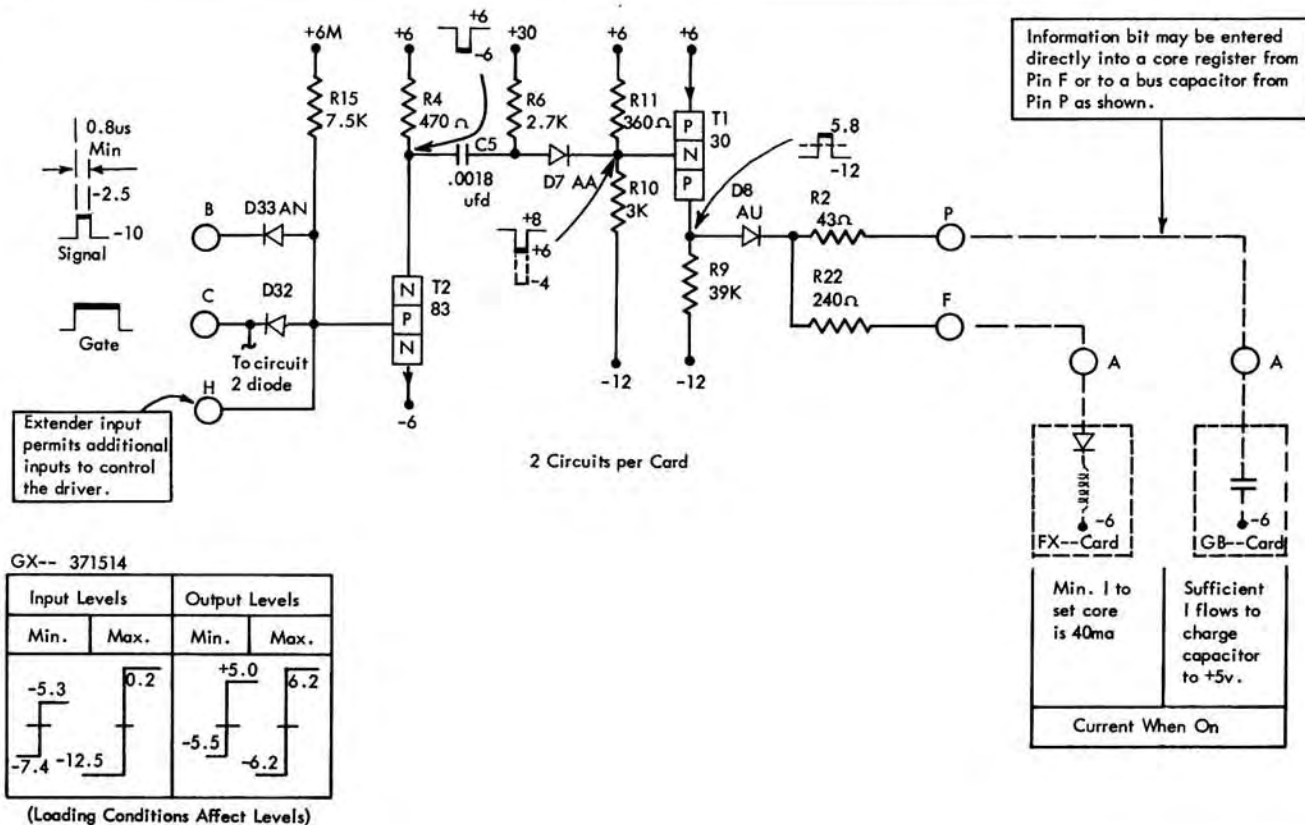 +6
-6
+6M
+6
+30
+6
+6
Information bit may be entered
directly into a core register from
Pin F or to a bus capacitor from
Pin P as shown.
0.8us
Min
-2.5
-10
Signal
R15
7.5K
R4
470 Ω
R6
2.7K
R11
360Ω
P
N
P
T1
30
5.8
-12
C5
.0018
ufd
D7 AA
R10
3K
+8
+6
-4
D8
AU
R2
43Ω
P
R22
240Ω
F
R9
39K
B
D33 AN
C
D32
Gate
To circuit
2 diode
H
N
P
N
T2
83
-6
-12
-12
A
A
Extender input
permits additional
inputs to control
the driver.
2 Circuits per Card
-6
FX--Card
-6
GB--Card
Min. I to
set core
is 40ma
Sufficient
I flows to
charge
capacitor
to +5v.
Current When On
GX-- 371514
Input Levels
Output Levels
Min.
Max.
Min.
Max.
-5.3
-7.4
0.2
-12.5
+5.0
-5.5
6.2
-6.2
(Loading Conditions Affect Levels)